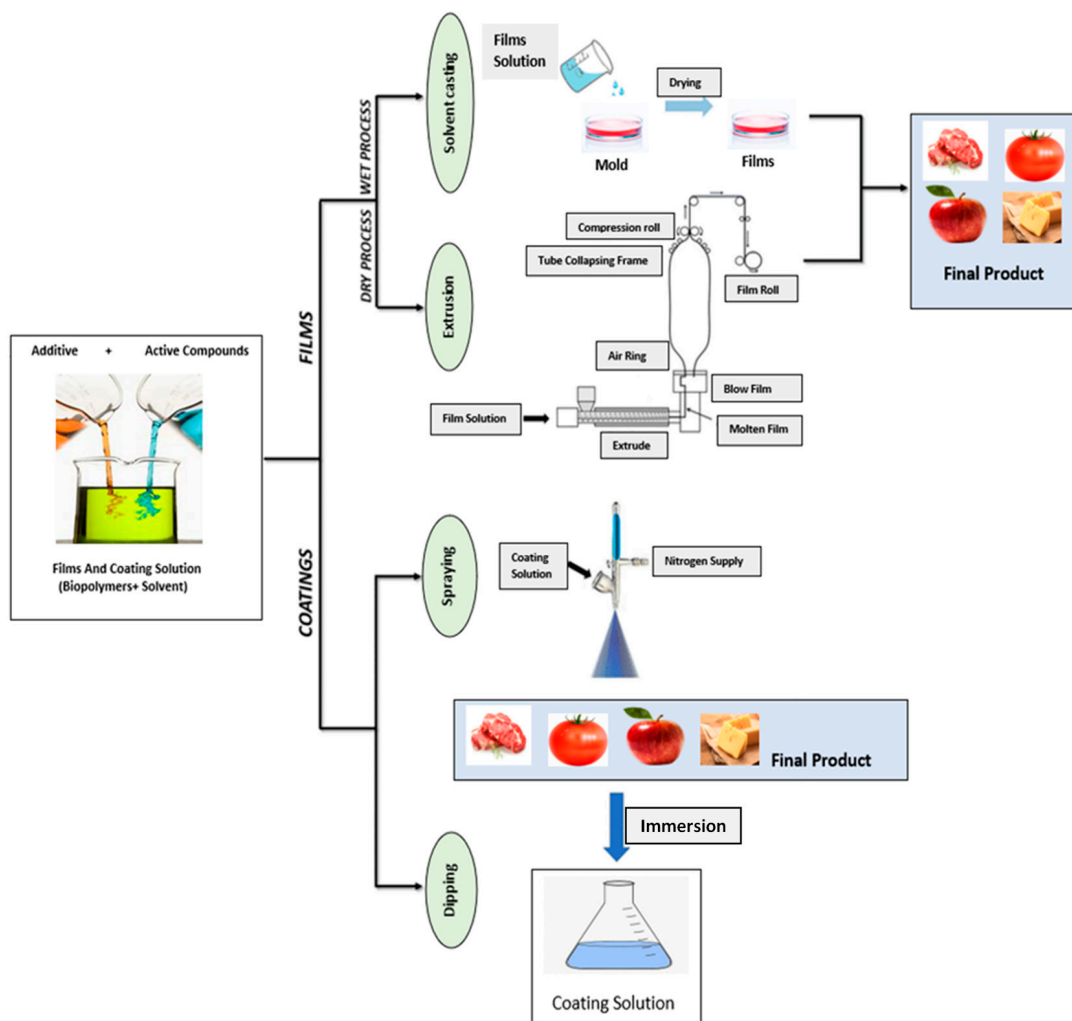 Additive + Active Compounds
Films And Coating Solution
(Biopolymers+ Solvent)
FILMS
COATINGS
WET PROCESS
DRY PROCESS
Solvent casting
Films
Solution
Drying
Mold
Films
Final Product
Extrusion
Compression roll
Tube Collapsing Frame
Film Roll
Air Ring
Blow Film
Film Solution
Molten Film
Extrude
Spraying
Coating
Solution
Nitrogen Supply
Final Product
Immersion
Dipping
Coating Solution